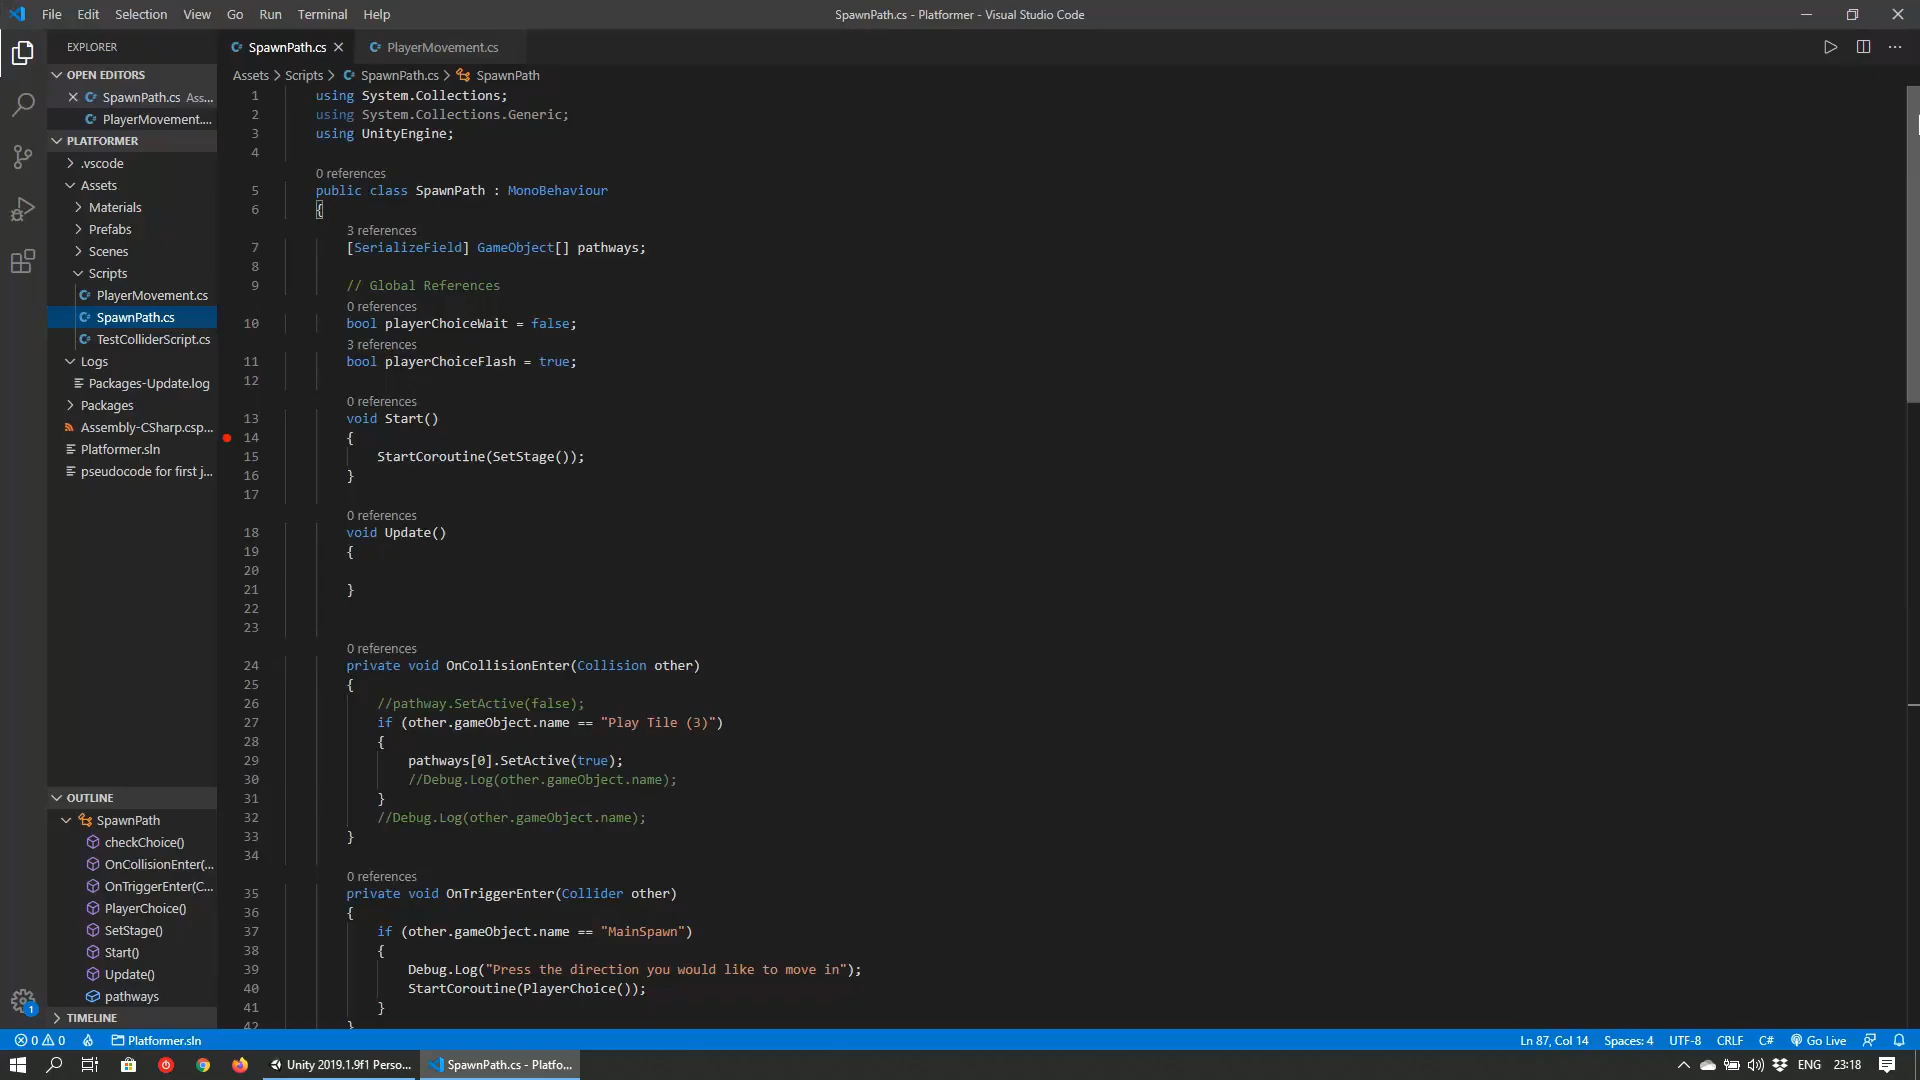 File Edit Selection View Go Run Terminal Help
SpawnPath.cs - Platformer - Visual Studio Code
EXPLORER
OPEN EDITORS
SpawnPath.cs Ass...
PlayerMovement....
PLATFORMER
.vscode
Assets
Materials
Prefabs
Scenes
Scripts
PlayerMovement.cs
SpawnPath.cs
TestColliderScript.cs
Logs
Packages-Update.log
Packages
Assembly-CSharp.csp...
Platformer.sln
pseudocode for first j...
OUTLINE
SpawnPath
checkChoice()
OnCollisionEnter(...
OnTriggerEnter(C...
PlayerChoice()
SetStage()
Start()
Update()
pathways
TIMELINE
SpawnPath.cs
PlayerMovement.cs
Assets > Scripts > SpawnPath.cs > SpawnPath
1 using System.Collections;
2 using System.Collections.Generic;
3 using UnityEngine;
4
0 references
5 public class SpawnPath : MonoBehaviour
6 {
3 references
7 [SerializeField] GameObject[] pathways;
8
9 // Global References
0 references
10 bool playerChoiceWait = false;
3 references
11 bool playerChoiceFlash = true;
12
0 references
13 void Start()
14 {
15 StartCoroutine(SetStage());
16 }
17
0 references
18 void Update()
19 {
20
21 }
22
23
0 references
24 private void OnCollisionEnter(Collision other)
25 {
26 //pathway.SetActive(false);
27 if (other.gameObject.name == "Play Tile (3)")
28 {
29 pathways[0].SetActive(true);
30 //Debug.Log(other.gameObject.name);
31 }
32 //Debug.Log(other.gameObject.name);
33 }
34
0 references
35 private void OnTriggerEnter(Collider other)
36 {
37 if (other.gameObject.name == "MainSpawn")
38 {
39 Debug.Log("Press the direction you would like to move in");
40 StartCoroutine(PlayerChoice());
41 }
42 }
1
0 0 Platformer.sln
Ln 87, Col 14 Spaces: 4 UTF-8 CRLF C# Go Live
Unity 2019.1.9f1 Perso...
SpawnPath.cs - Platfo...
ENG 23:18